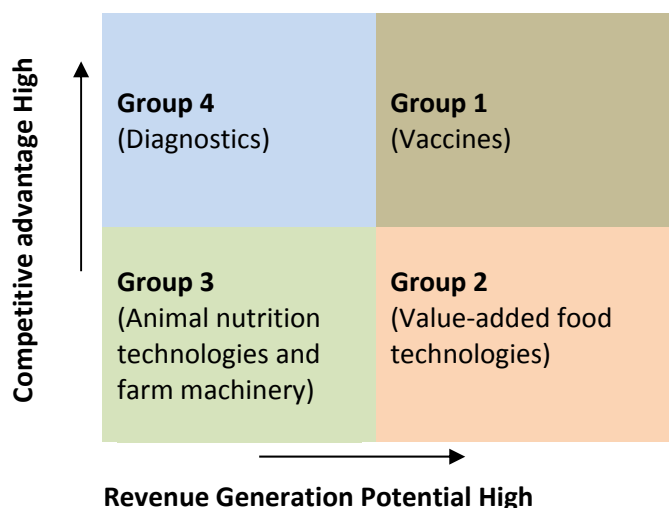 Competitive advantage High
Group 4
(Diagnostics)
Group 1
(Vaccines)
Group 3
(Animal nutrition
technologies and
farm machinery)
Group 2
(Value-added food
technologies)
Revenue Generation Potential High